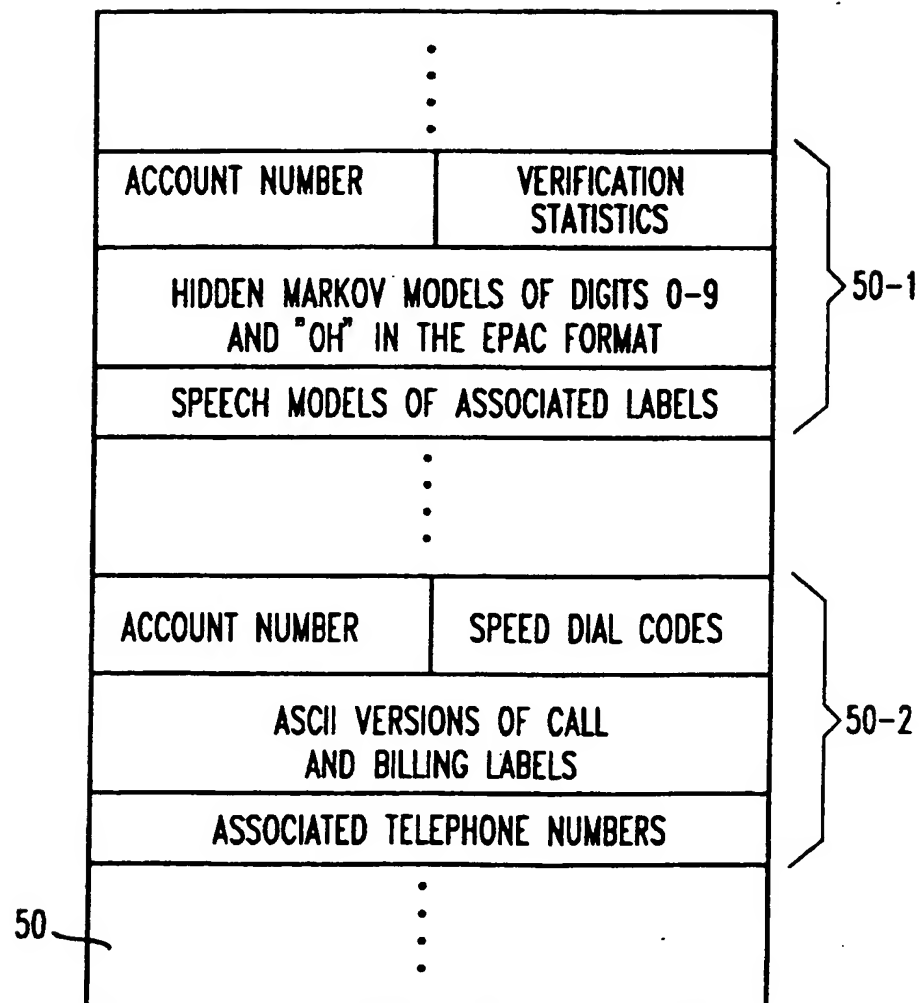 ACCOUNT NUMBER
VERIFICATION
STATISTICS
HIDDEN MARKOV MODELS OF DIGITS 0-9
AND "OH" IN THE EPAC FORMAT
SPEECH MODELS OF ASSOCIATED LABELS
50-1
ACCOUNT NUMBER
SPEED DIAL CODES
ASCII VERSIONS OF CALL
AND BILLING LABELS
ASSOCIATED TELEPHONE NUMBERS
50-2
50